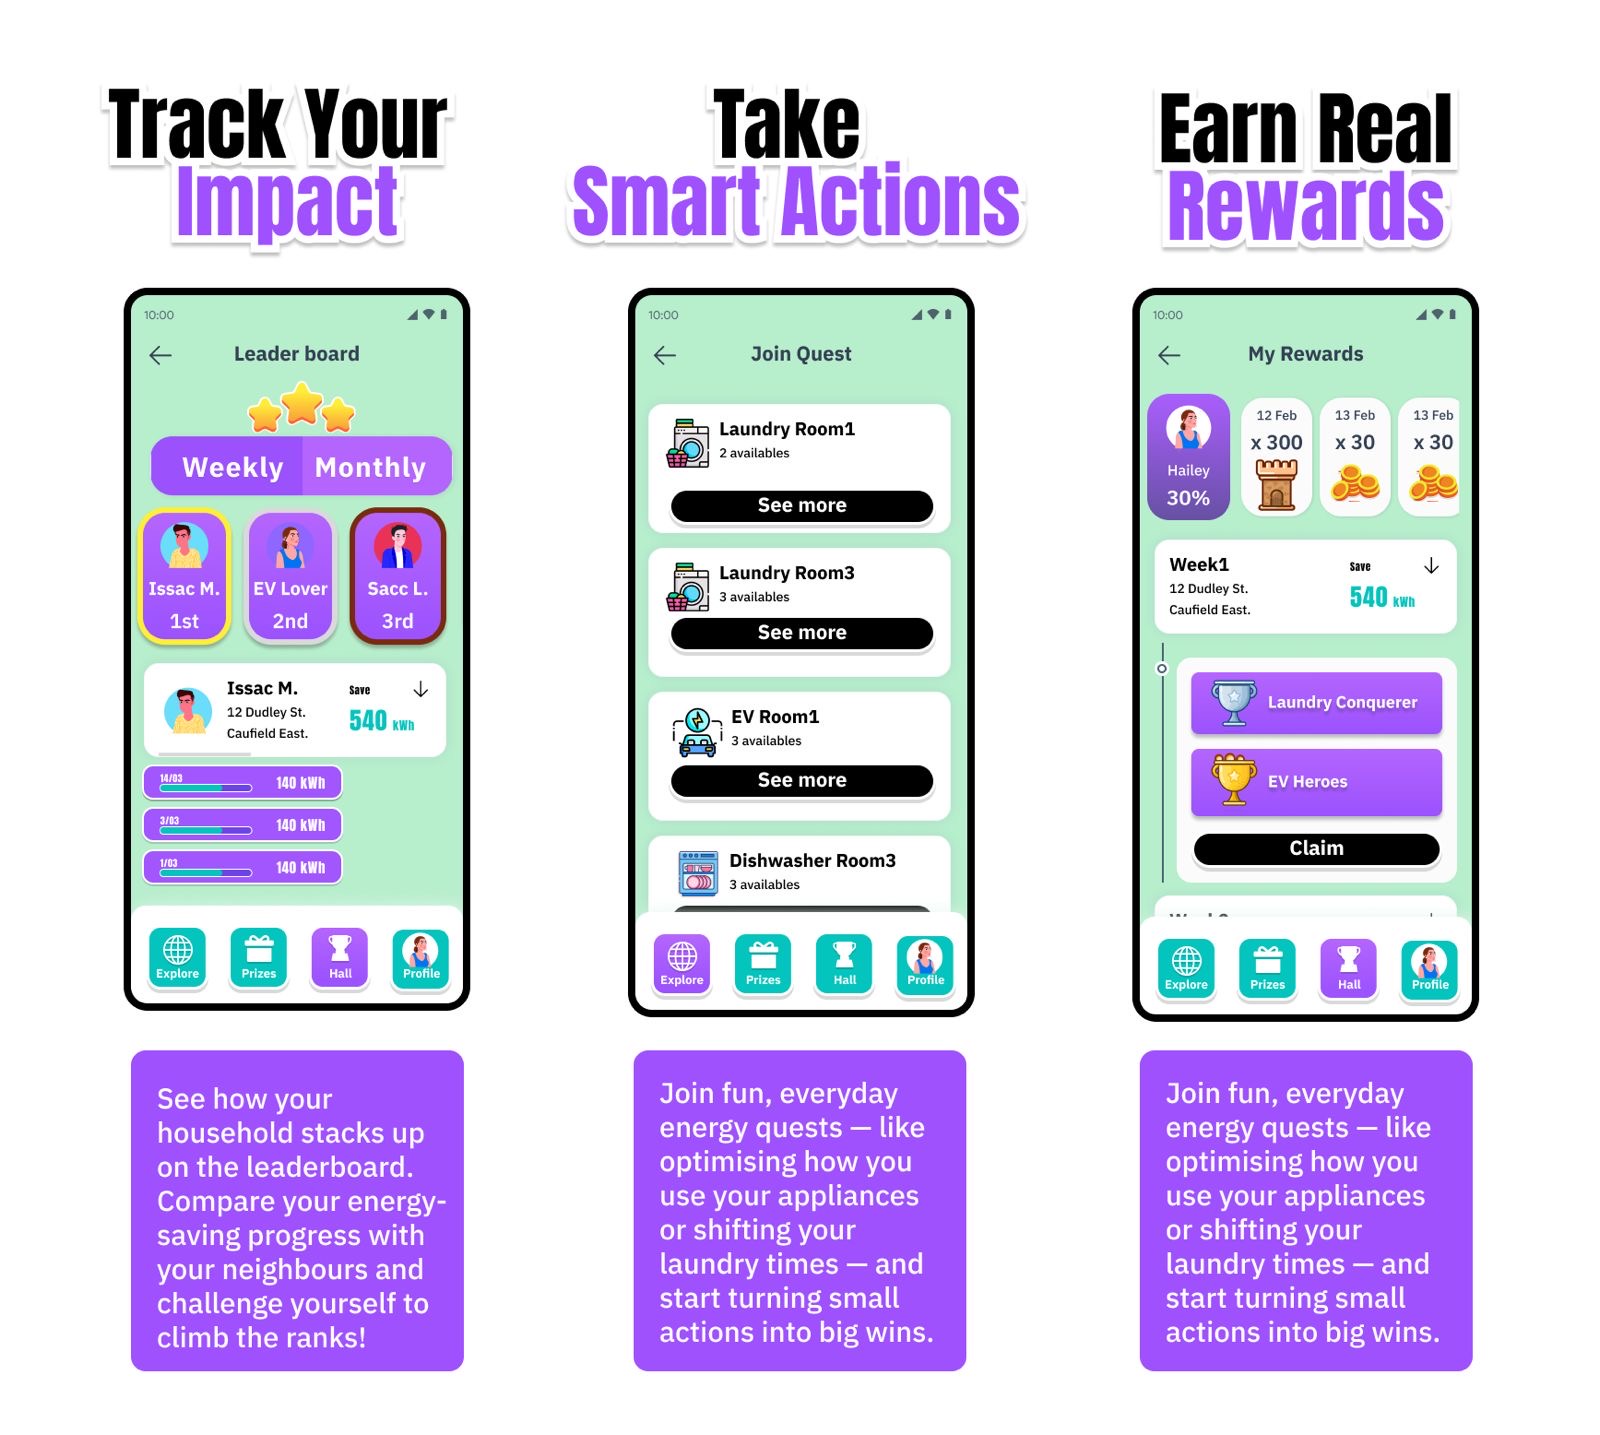 Track Your
Impact
10:00
Leader board
Weekly Monthly
Issac M.
1st
EV Lover
2nd
Sacc L.
3rd
Issac M.
12 Dudley St.
Caufield East.
Save
540 kWh
14/03
140 kWh
3/03
140 kWh
1/03
140 kWh
Explore
Prizes
Hall
Profile
See how your
household stacks up
on the leaderboard.
Compare your energy-
saving progress with
your neighbours and
challenge yourself to
climb the ranks!
Take
Smart Actions
10:00
Join Quest
Laundry Room1
2 availables
See more
Laundry Room3
3 availables
See more
EV Room1
3 availables
See more
Dishwasher Room3
3 availables
Explore
Prizes
Hall
Profile
Join fun, everyday
energy quests — like
optimising how you
use your appliances
or shifting your
laundry times — and
start turning small
actions into big wins.
Earn Real
Rewards
10:00
My Rewards
Hailey
30%
12 Feb
x 300
13 Feb
x 30
13 Feb
x 30
Week1
12 Dudley St.
Caufield East.
Save
540 kWh
Laundry Conquerer
EV Heroes
Claim
Explore
Prizes
Hall
Profile
Join fun, everyday
energy quests — like
optimising how you
use your appliances
or shifting your
laundry times — and
start turning small
actions into big wins.